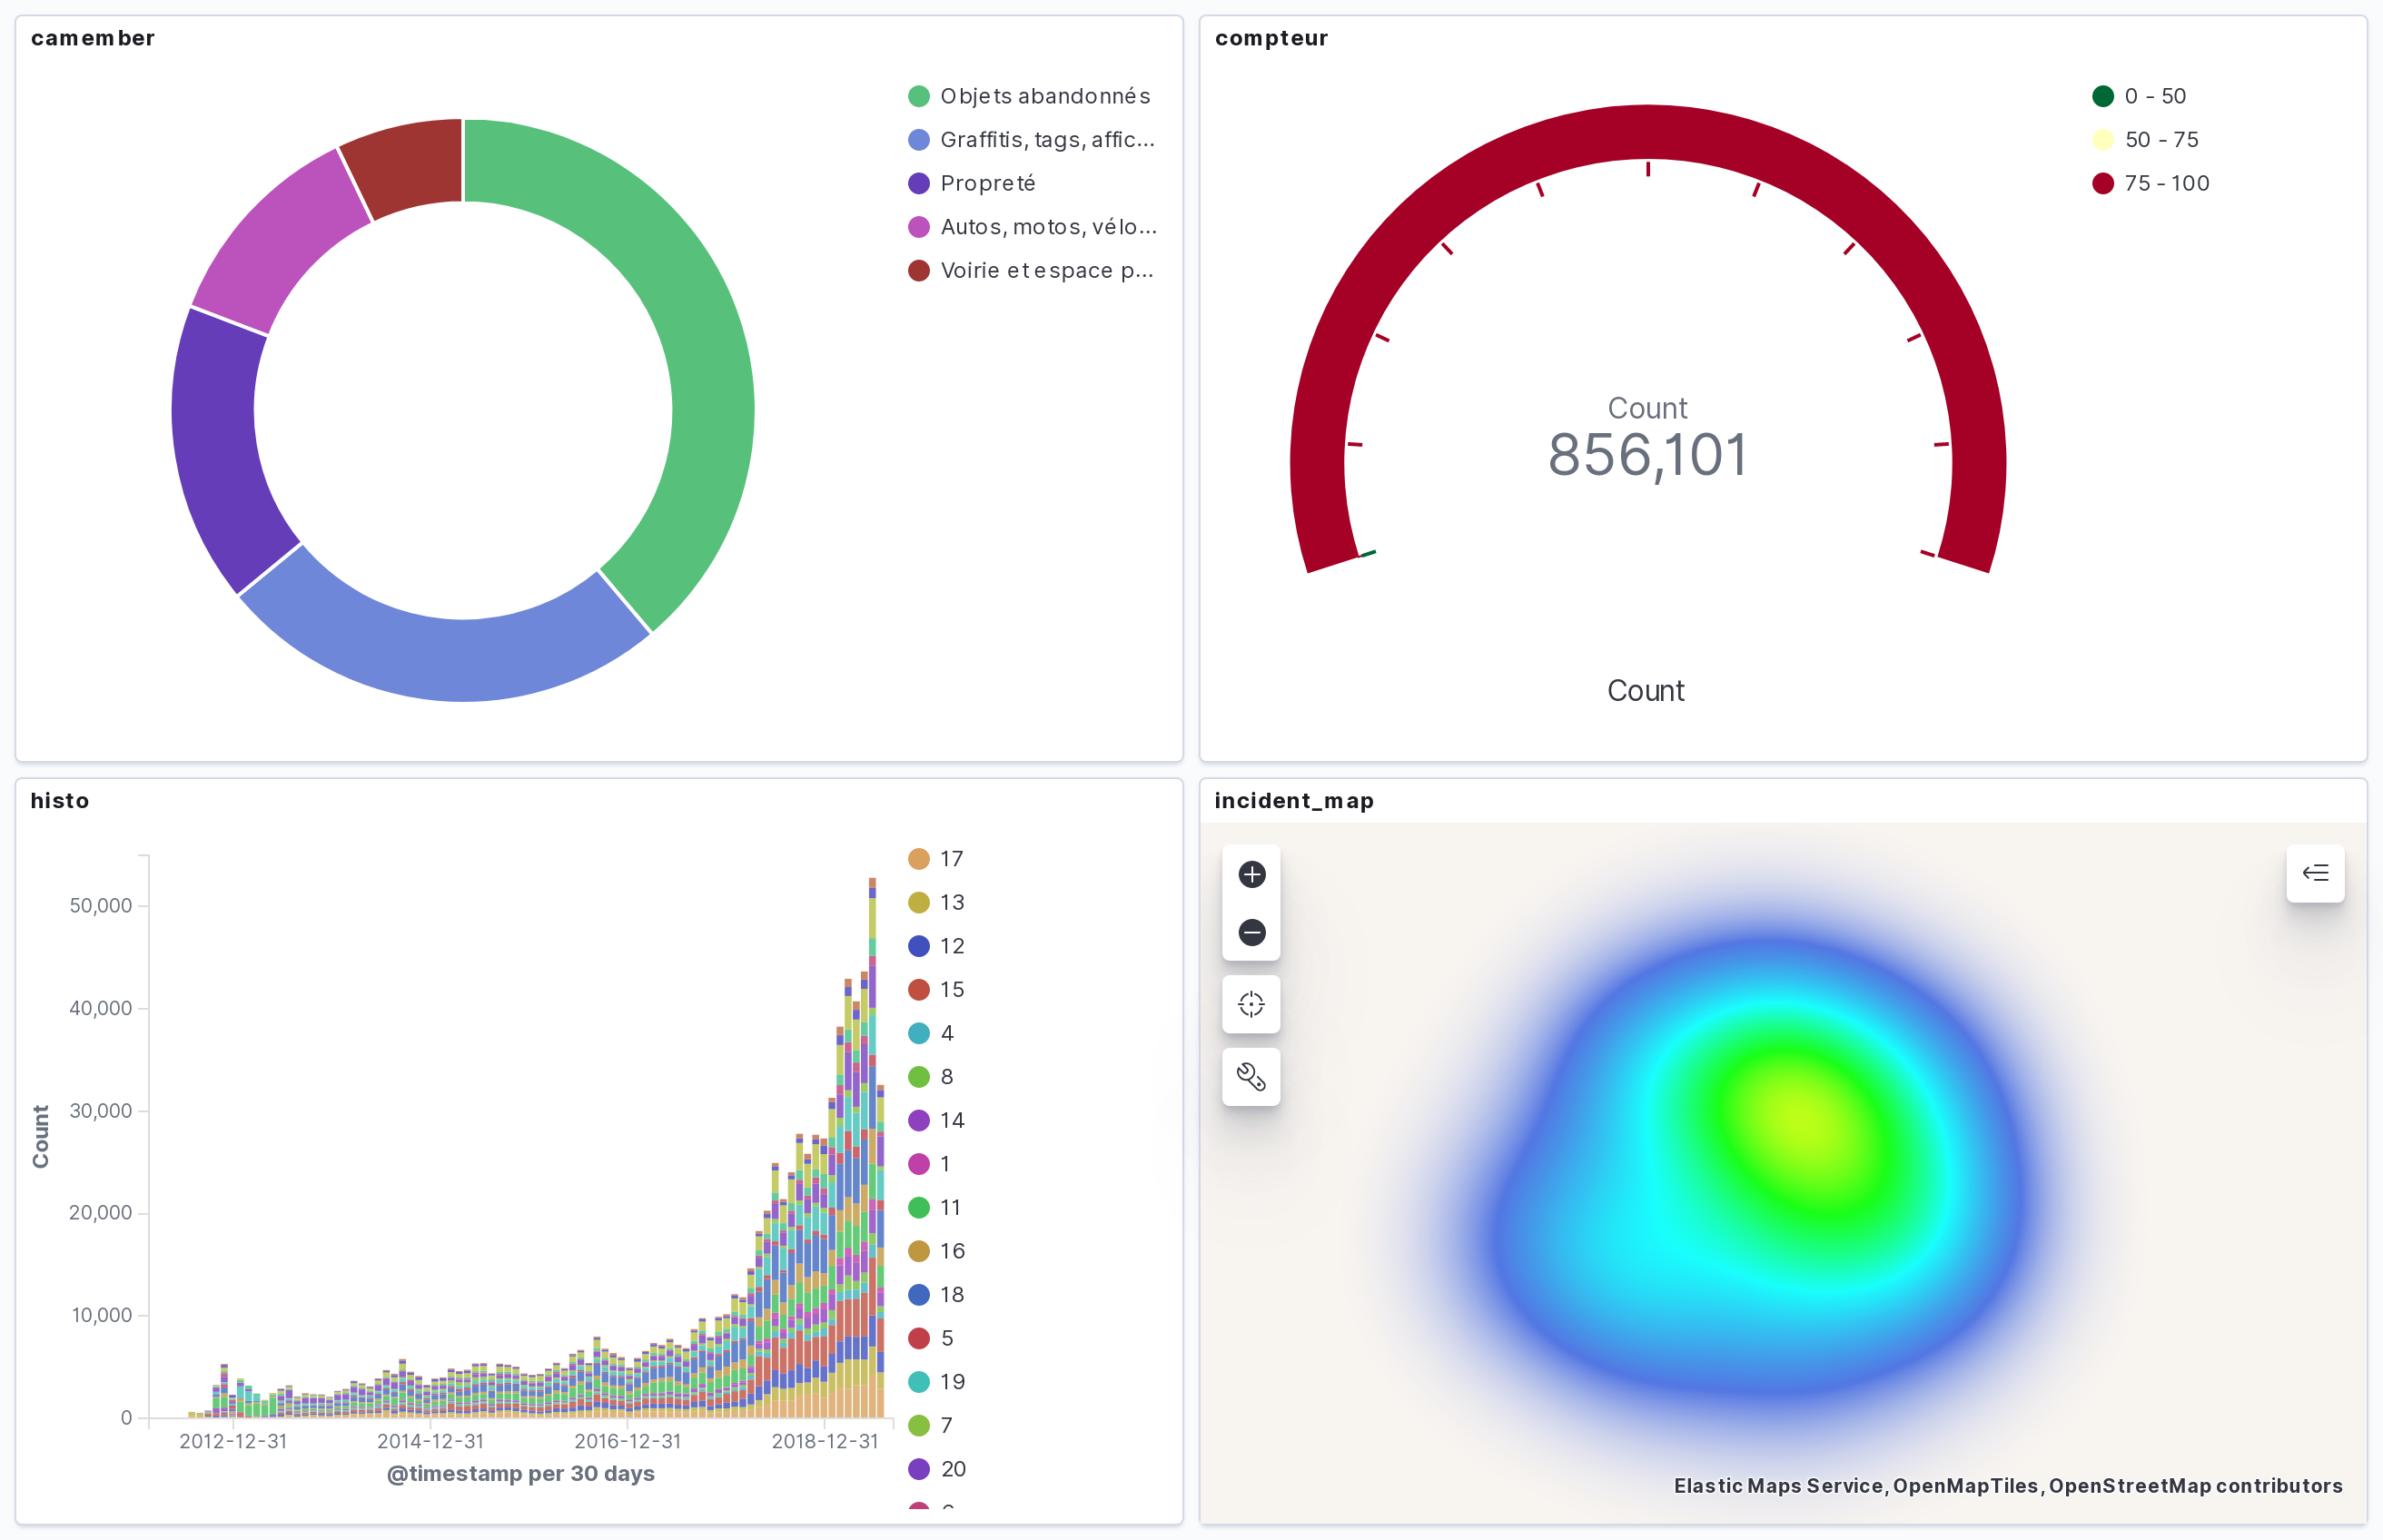 camember
Objets abandonnés
Graffitis, tags, affic...
Propreté
Autos, motos, vélo...
Voirie et espace p...
compteur
0 - 50
50 - 75
75 - 100
Count
856,101
Count
histo
50,000
40,000
30,000
20,000
10,000
0
Count
2012-12-31
2014-12-31
2016-12-31
2018-12-31
@timestamp per 30 days
17
13
12
15
4
8
14
1
11
16
18
5
19
7
20
incident_map
Elastic Maps Service, OpenMapTiles, OpenStreetMap contributors